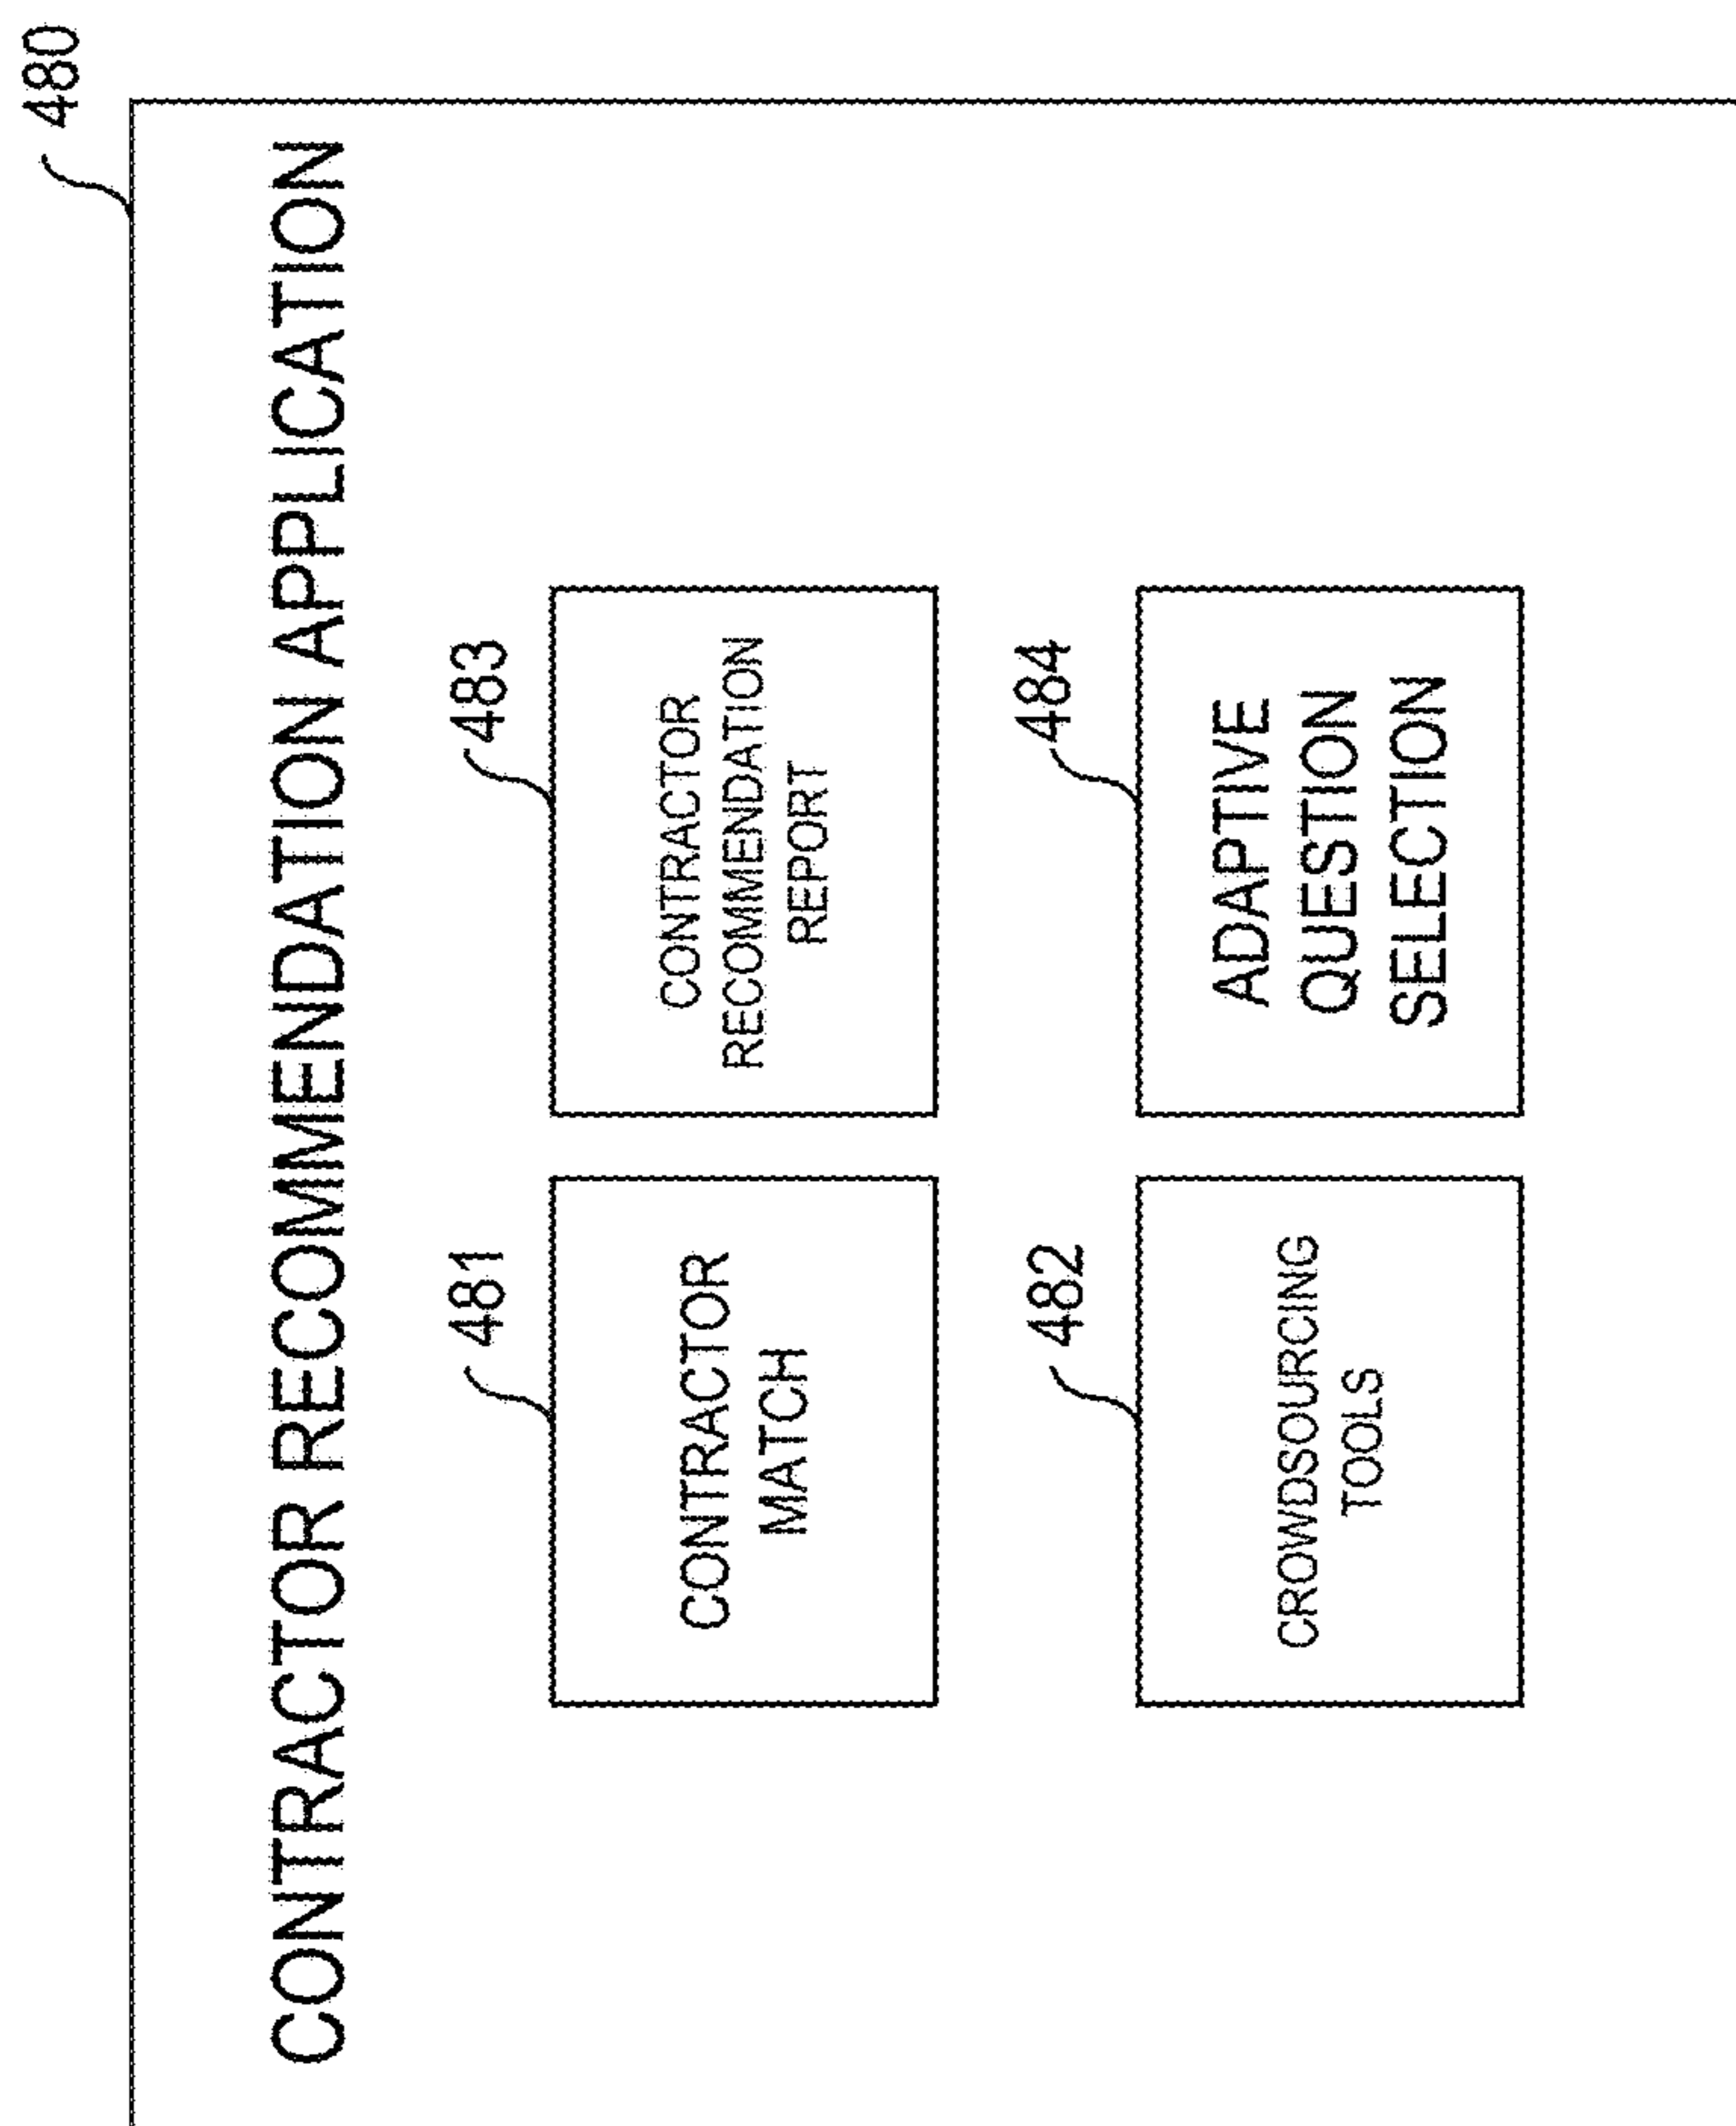 480
CONTRACTOR RECOMMENDATION APPLICATION
481
CONTRACTOR
MATCH
483
CONTRACTOR
RECOMMENDATION
REPORT
482
CROWDSOURCING
TOOLS
484
ADAPTIVE
QUESTION
SELECTION